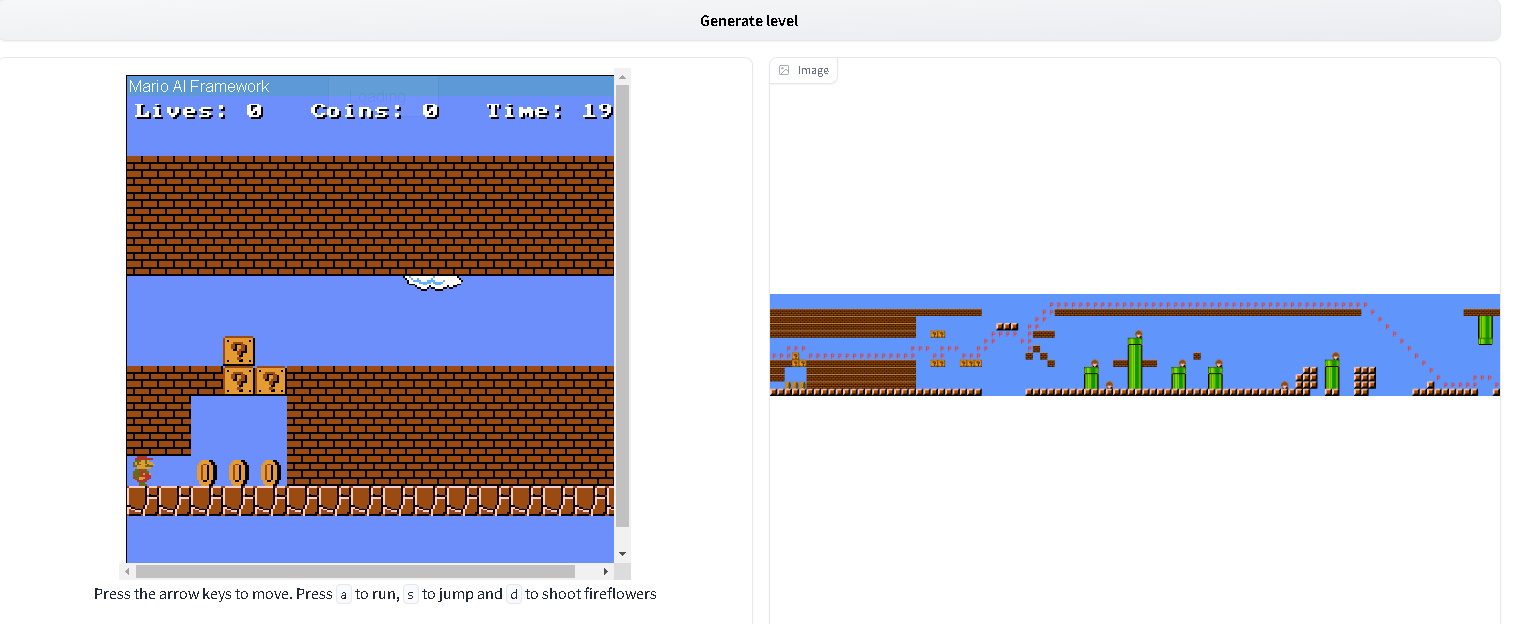 Generate level
Mario AI Framework
Loading
Lives: 0 Coins: 0 Time: 19
Image
Press the arrow keys to move. Press a to run, s to jump and d to shoot fireflowers